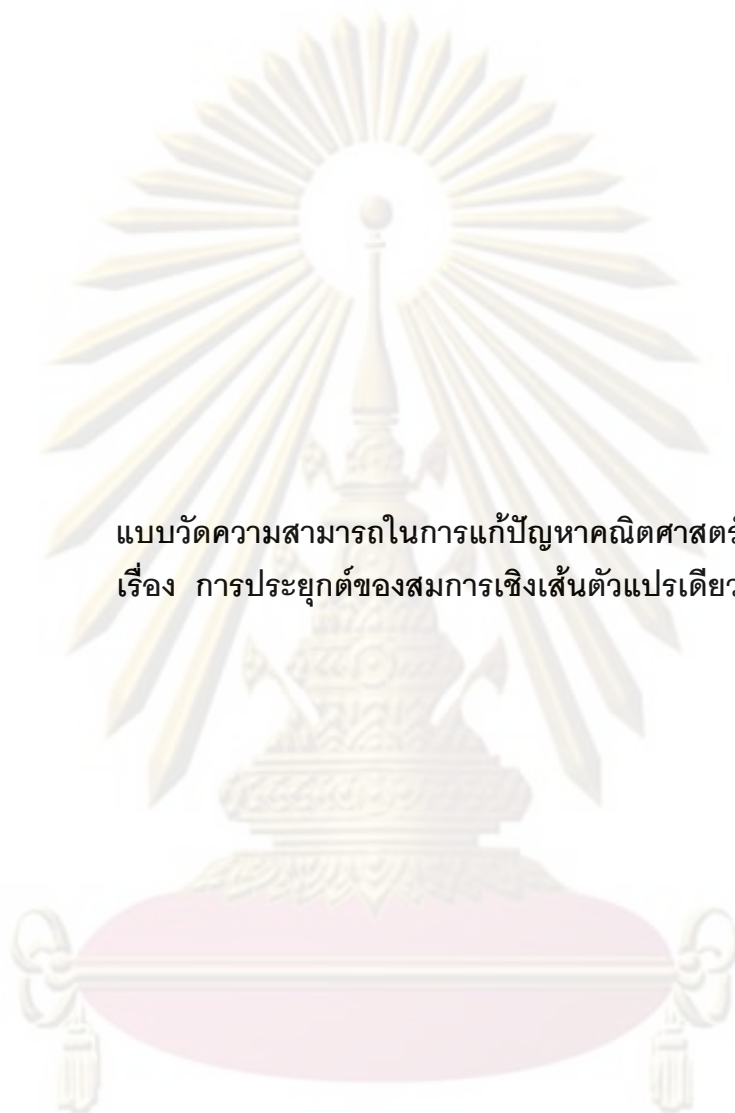 แบบวัดความสามารถในการแก้ปัญหาคณิตศาสตร์
เรื่อง การประยุกต์ของสมการเชิงเส้นตัวแปรเดียว